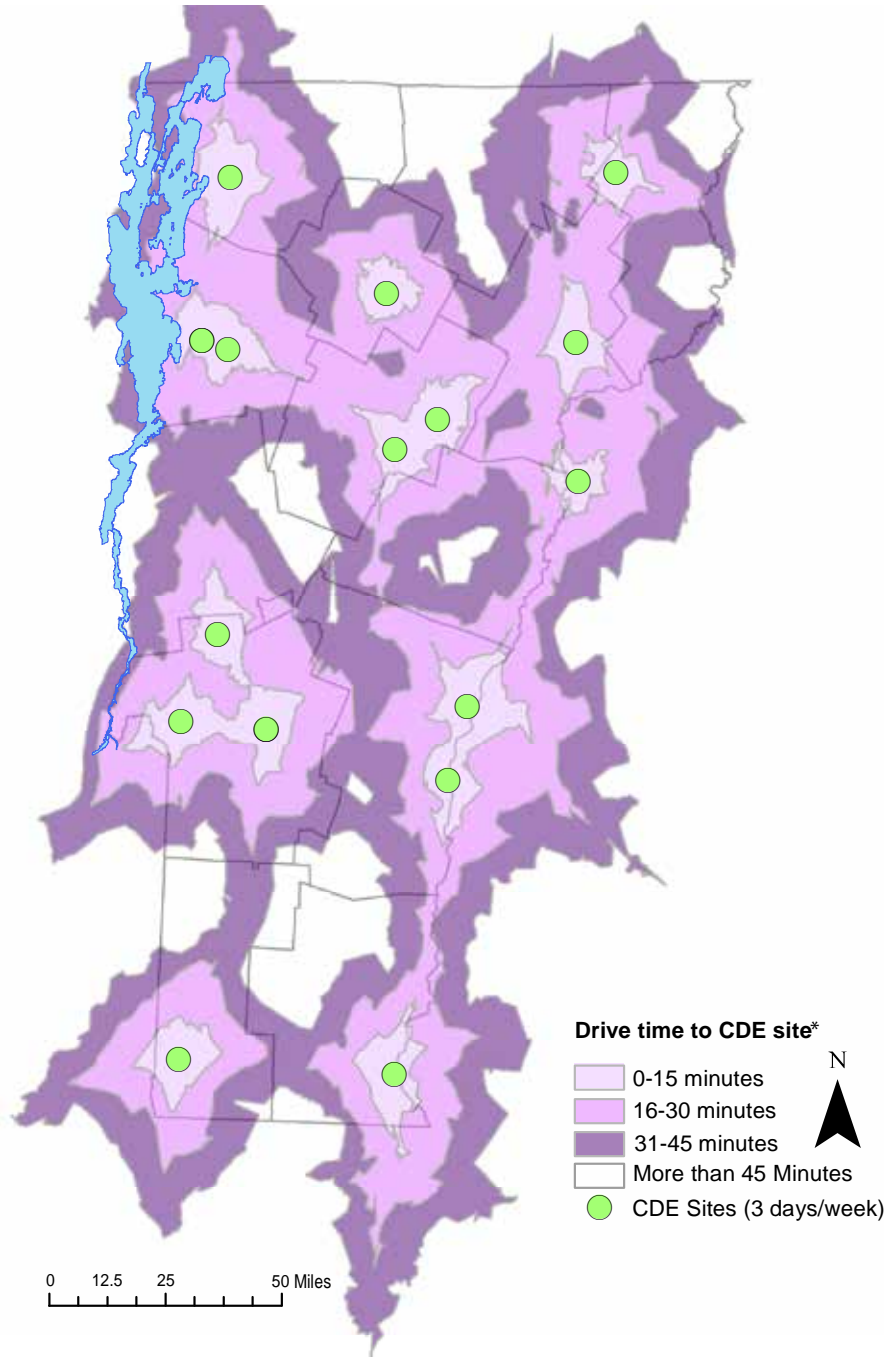 Drive time to CDE site*
0-15 minutes
16-30 minutes
31-45 minutes
More than 45 Minutes
CDE Sites (3 days/week)
N
0 12.5 25 50 Miles